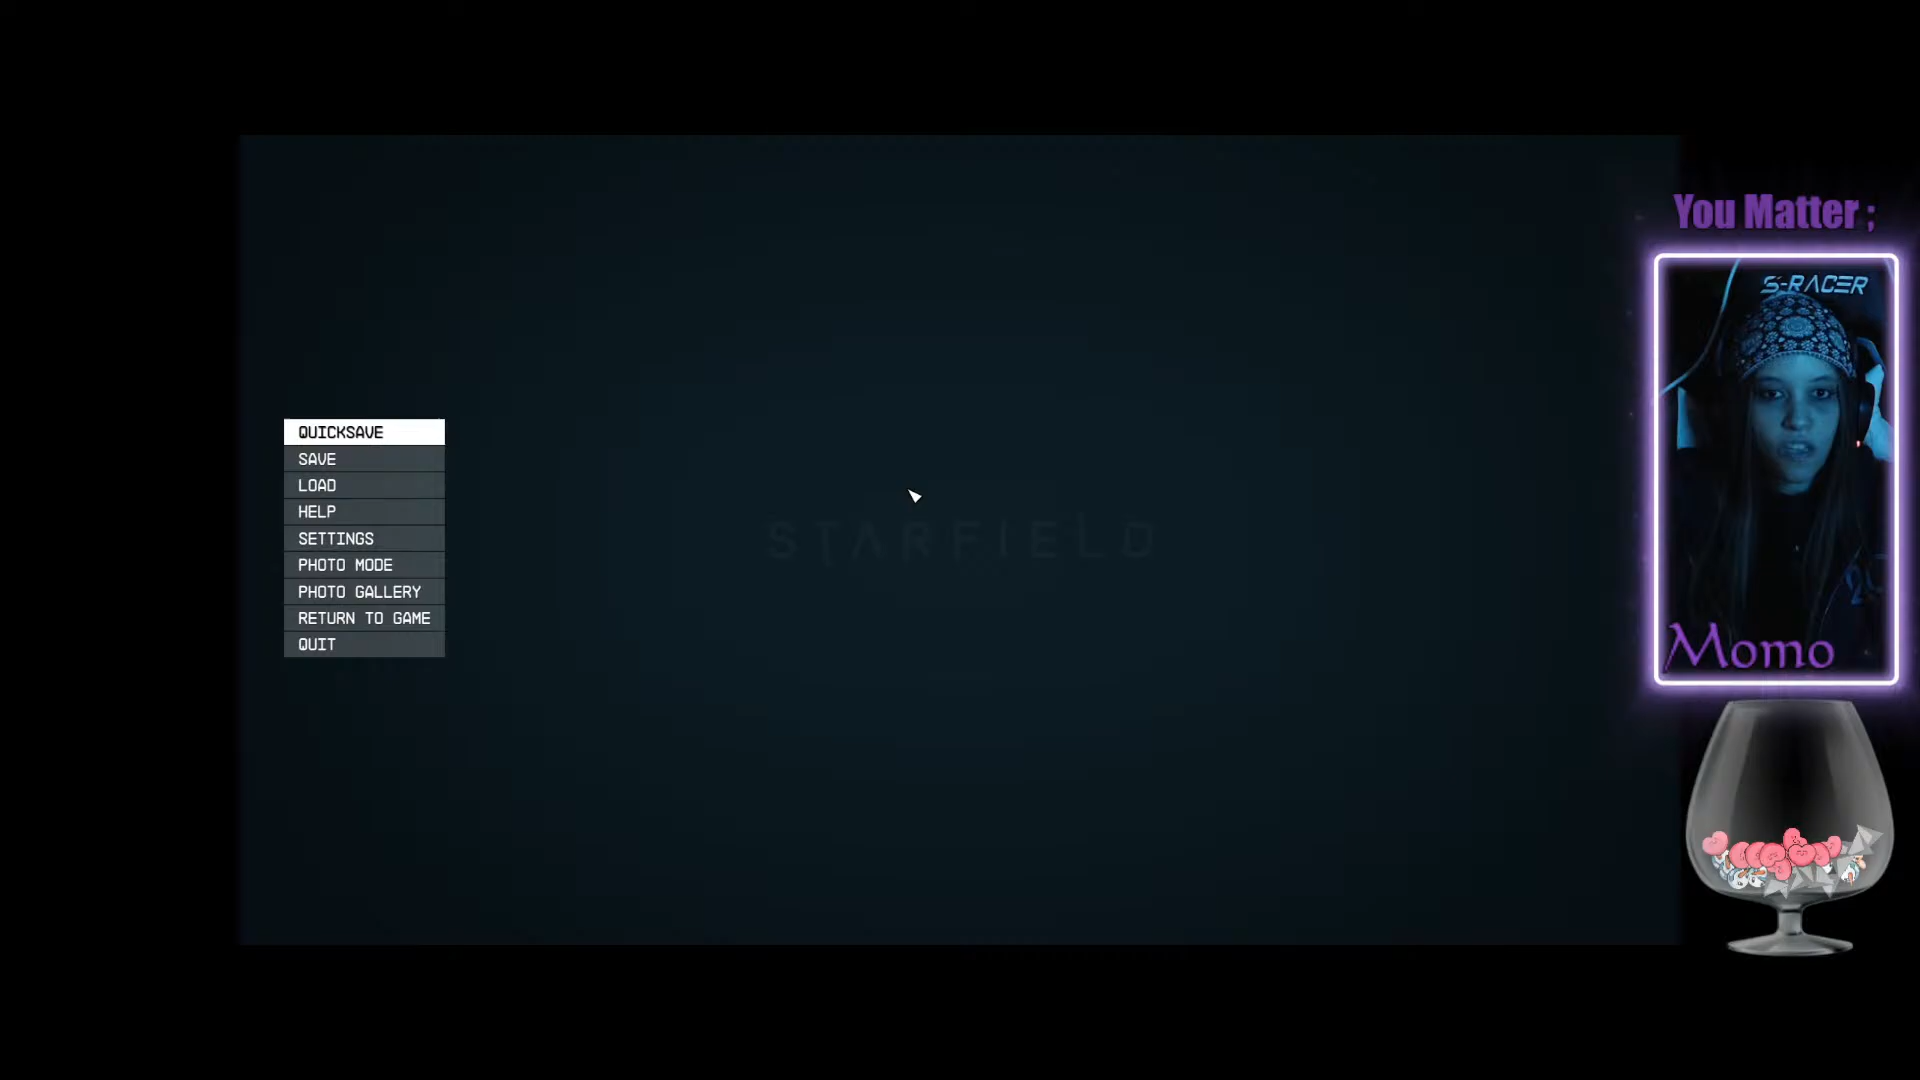 You Matter ;
S-RACER
QUICKSAVE
SAVE
LOAD
HELP
SETTINGS
PHOTO MODE
PHOTO GALLERY
RETURN TO GAME
QUIT
STARFIELD
Momo